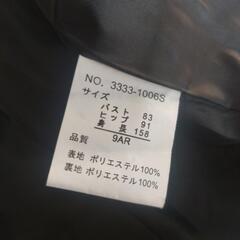 NO. 3333-1006S
サイズ
バスト 83
ヒップ 91
身長 158
9AR
品質
表地 ポリエステル100%
裏地 ポリエステル100%